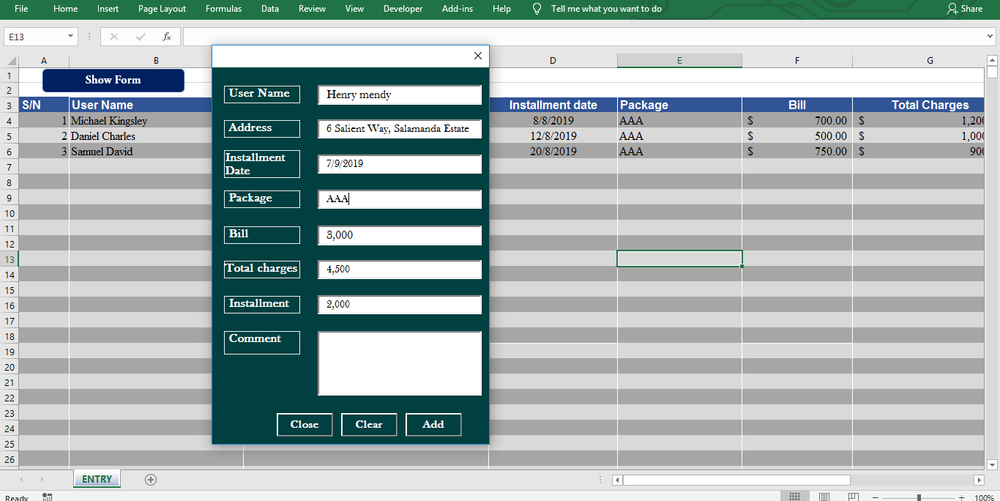 File Home Insert Page Layout Formulas Data Review View Developer Add-ins Help Tell me what you want to do Share
E13 fx
A B D E F G
1 Show Form
2
3 S/N User Name Installment date Package Bill Total Charges
4 1 Michael Kingsley 8/8/2019 AAA $ 700.00 $ 1,200
5 2 Daniel Charles 12/8/2019 AAA $ 500.00 $ 1,000
6 3 Samuel David 20/8/2019 AAA $ 750.00 $ 900
7
8
9
10
11
12
13
14
15
16
17
18
19
20
21
22
23
24
25
26
User Name Henry mendy
Address 6 Salient Way, Salamanda Estate
Installment
Date 7/9/2019
Package AAA
Bill 3,000
Total charges 4,500
Installment 2,000
Comment
Close Clear Add
ENTRY
Ready 100%